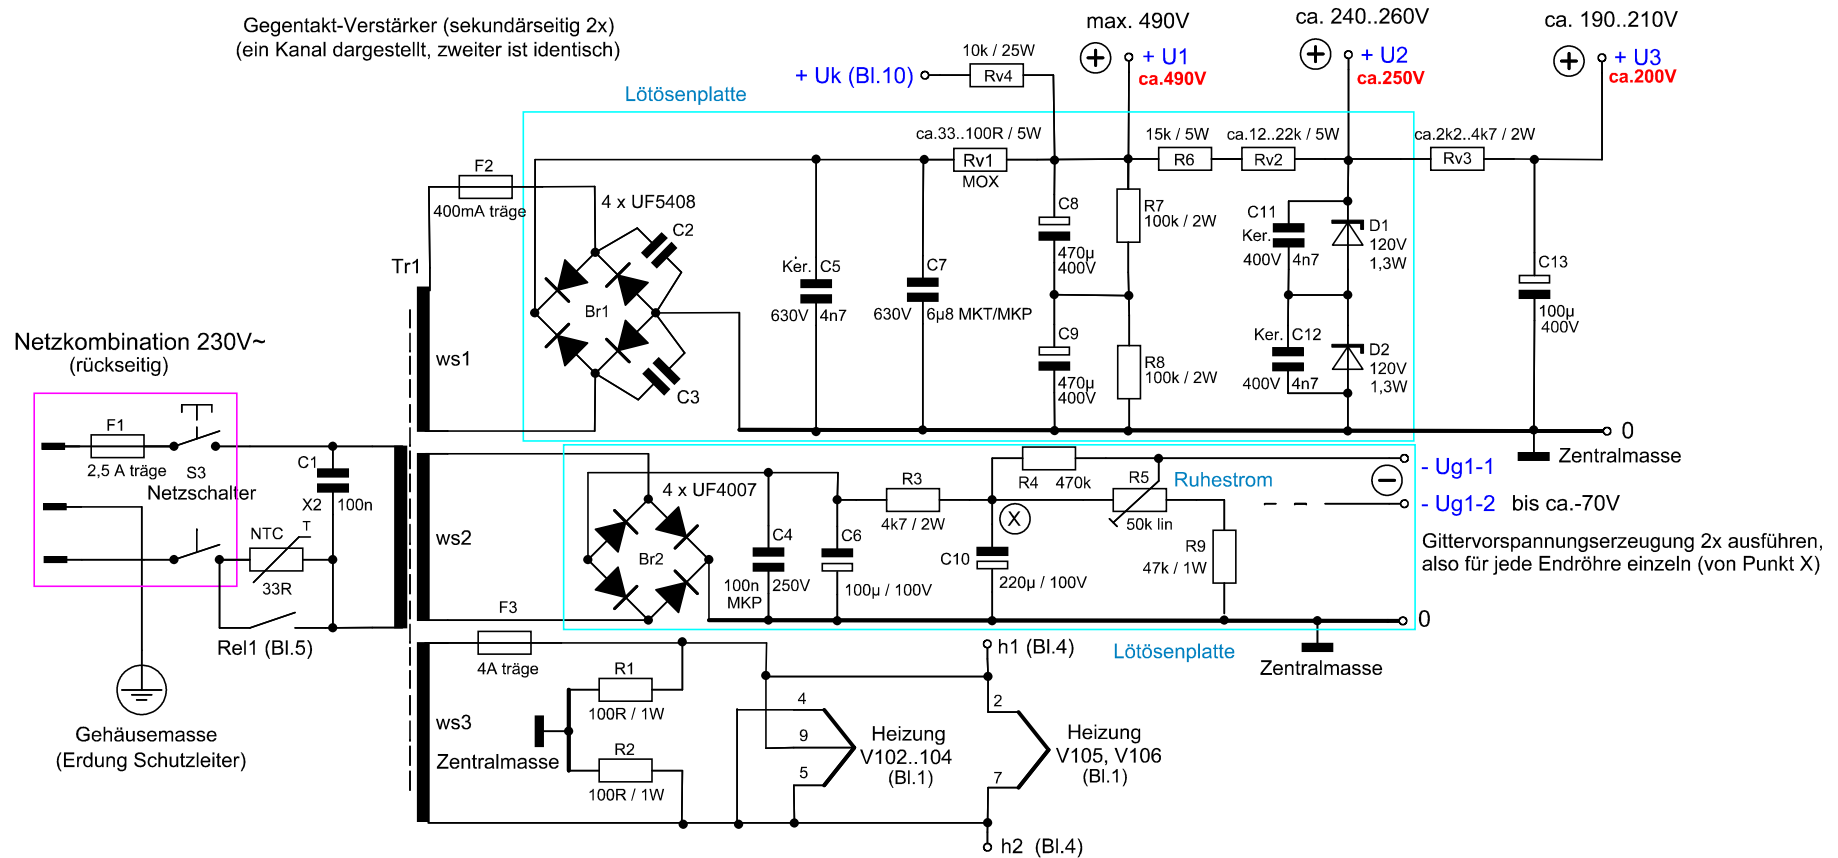 Gegentakt-Verstärker (sekundärseitig 2x)
(ein Kanal dargestellt, zweiter ist identisch)
max. 490V
ca. 240..260V
ca. 190..210V
10k / 25W
+ Uk (Bl.10)
Rv4
+ U1
ca.490V
+ U2
ca.250V
+ U3
ca.200V
Lötösenplatte
ca.33..100R / 5W
15k / 5W
ca.12..22k / 5W
ca.2k2..4k7 / 2W
Rv1
MOX
R6
Rv2
Rv3
F2
400mA träge
4 x UF5408
C2
C8
470µ
400V
R7
100k / 2W
C11
Ker.
400V
4n7
D1
120V
1,3W
Tr1
Ker.
C5
630V
4n7
C7
630V
6µ8 MKT/MKP
C13
100µ
400V
Br1
ws1
C3
C9
470µ
400V
R8
100k / 2W
Ker.
C12
400V
4n7
D2
120V
1,3W
Netzkombination 230V~
(rückseitig)
F1
2,5 A träge
S3
Netzschalter
C1
X2
100n
0
Zentralmasse
4 x UF4007
R3
4k7 / 2W
R4
470k
R5
50k lin
Ruhestrom
- Ug1-1
- Ug1-2
bis ca.-70V
X
Gittervorspannungserzeugung 2x ausführen,
also für jede Endröhre einzeln (von Punkt X)
NTC
T
33R
ws2
Br2
C4
100n
MKP
250V
C6
100µ / 100V
C10
220µ / 100V
R9
47k / 1W
F3
0
Rel1 (Bl.5)
4A träge
h1 (Bl.4)
Lötösenplatte
Zentralmasse
R1
100R / 1W
ws3
Zentralmasse
R2
100R / 1W
4
9
5
Heizung
V102..104
(Bl.1)
2
7
Heizung
V105, V106
(Bl.1)
Gehäusemasse
(Erdung Schutzleiter)
h2 (Bl.4)